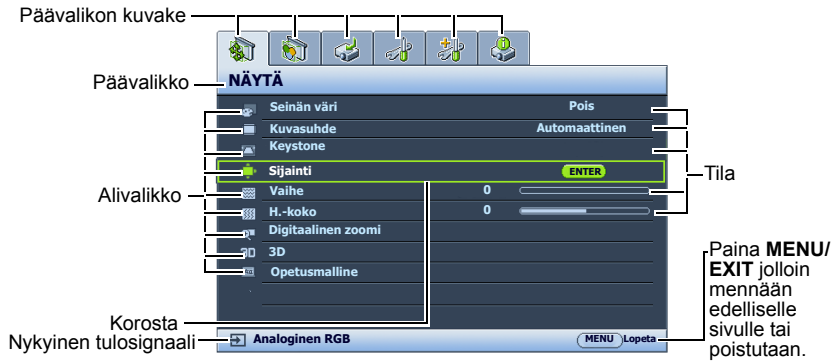 Päävalikon kuvake
Päävalikko
NÄYTÄ
Seinän väri Pois
Kuvasuhde Automaattinen
Keystone
Sijainti ENTER
Vaihe 0
H.-koko 0
Digitaalinen zoomi
3D 3D
Opetusmalline
Alivalikko
Tila
Korosta
Nykyinen tulosignaali
Analoginen RGB
MENU Lopeta
Paina MENU/
EXIT jolloin
mennään
edelliselle
sivulle tai
poistutaan.